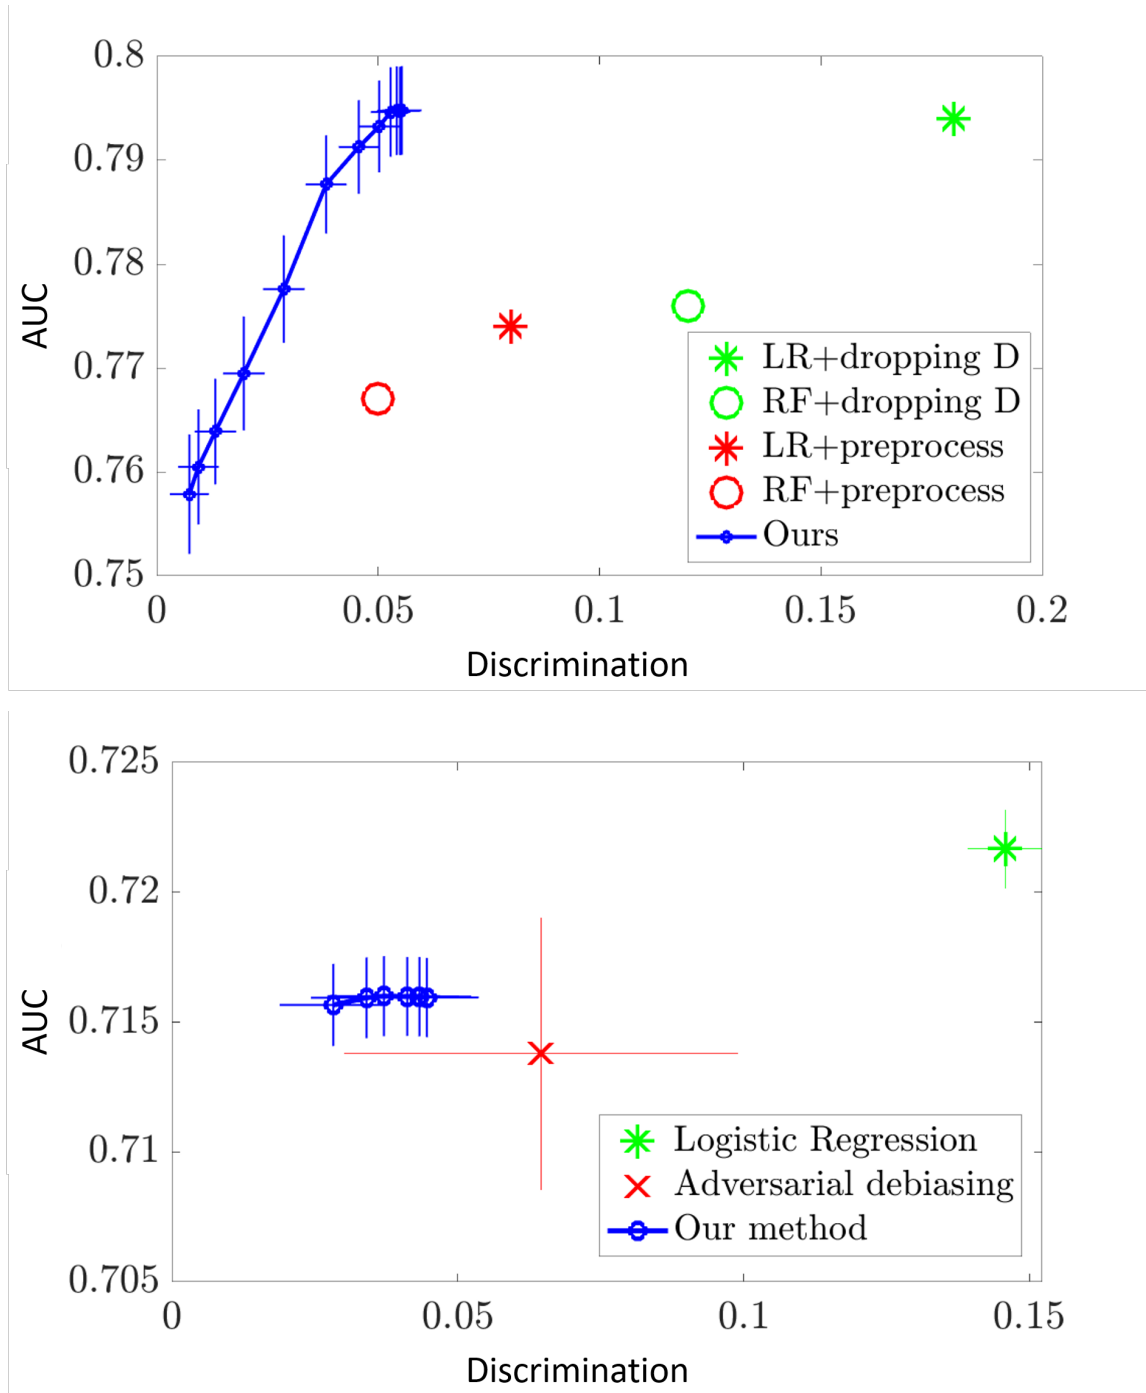 0.8
0.79
0.78
0.77
0.76
0.75
AUC
LR+dropping D
RF+dropping D
LR+preprocess
RF+preprocess
Ours
0 0.05 0.1 0.15 0.2
Discrimination
0.725
0.72
0.715
0.71
0.705
AUC
Logistic Regression
Adversarial debiasing
Our method
0 0.05 0.1 0.15
Discrimination